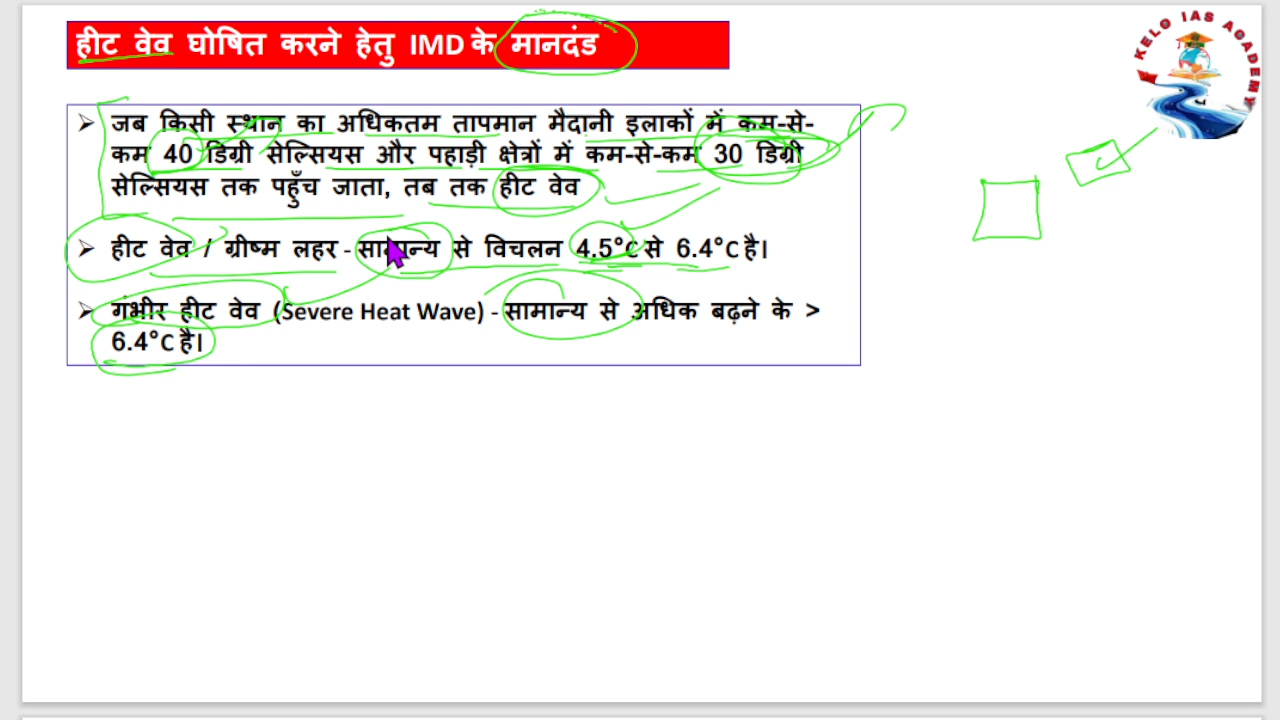 हीट वेव घोषित करने हेतु IMD के मानदंड
KELO IAS ACADEMY
➢ जब किसी स्थान का अधिकतम तापमान मैदानी इलाकों में कम-से-
कम 40 डिग्री सेल्सियस और पहाड़ी क्षेत्रों में कम-से-कम 30 डिग्री
सेल्सियस तक पहुँच जाता, तब तक हीट वेव
➢ हीट वेव / ग्रीष्म लहर - सामान्य से विचलन 4.5°C से 6.4°C है।
➢ गंभीर हीट वेव (Severe Heat Wave) - सामान्य से अधिक बढ़ने के >
6.4°C है।